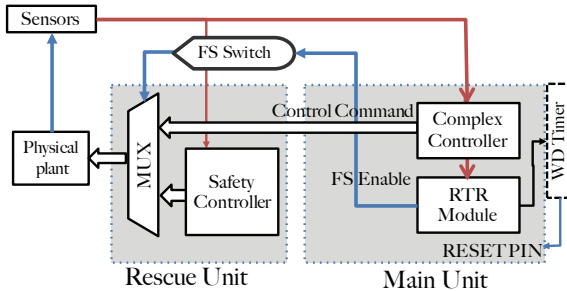 Sensors
FS Switch
Control Command
Complex
Controller
WD Timer
Physical
plant
MUX
Safety
Controller
FS Enable
RTR
Module
RESET PIN
Rescue Unit
Main Unit